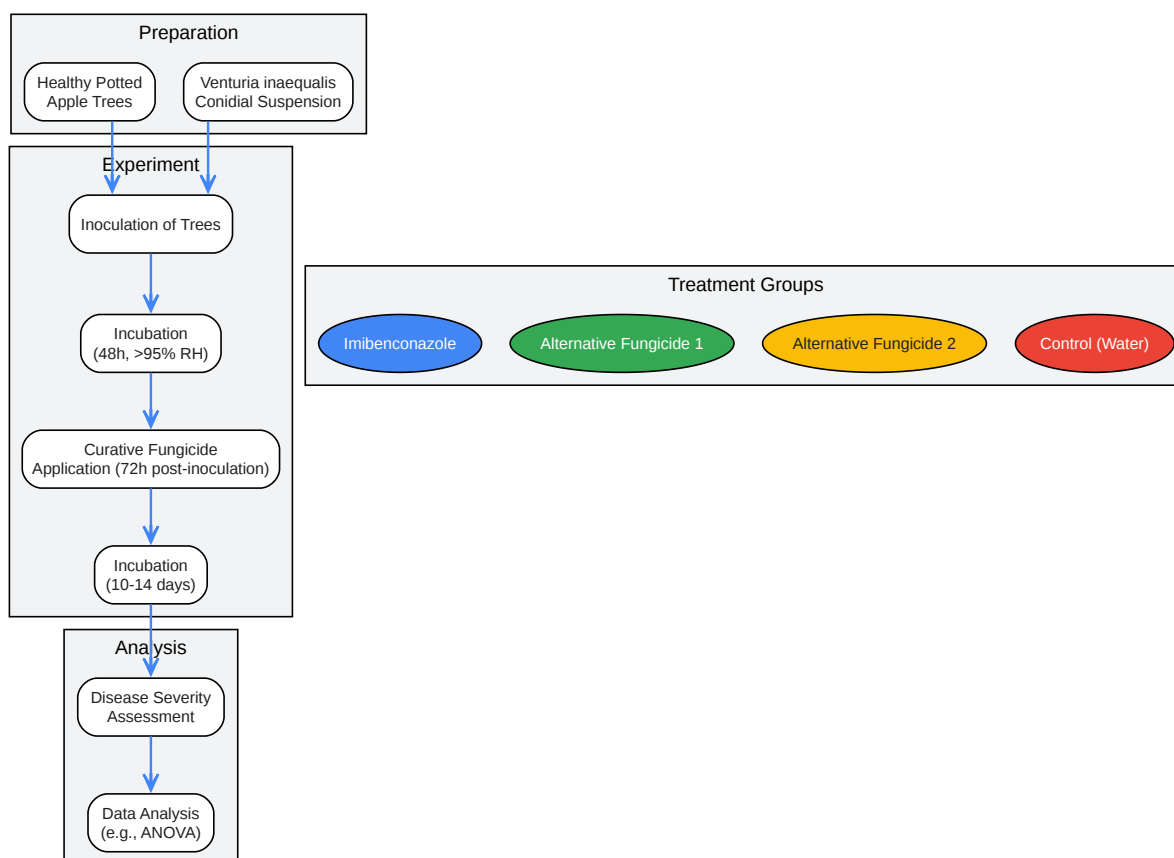 Preparation
Healthy Potted
Apple Trees
Venturia inaequalis
Conidial Suspension
Experiment
Inoculation of Trees
Incubation
(48h, >95% RH)
Curative Fungicide
Application (72h post-inoculation)
Incubation
(10-14 days)
Treatment Groups
Imibenconazole
Alternative Fungicide 1
Alternative Fungicide 2
Control (Water)
Analysis
Disease Severity
Assessment
Data Analysis
(e.g., ANOVA)